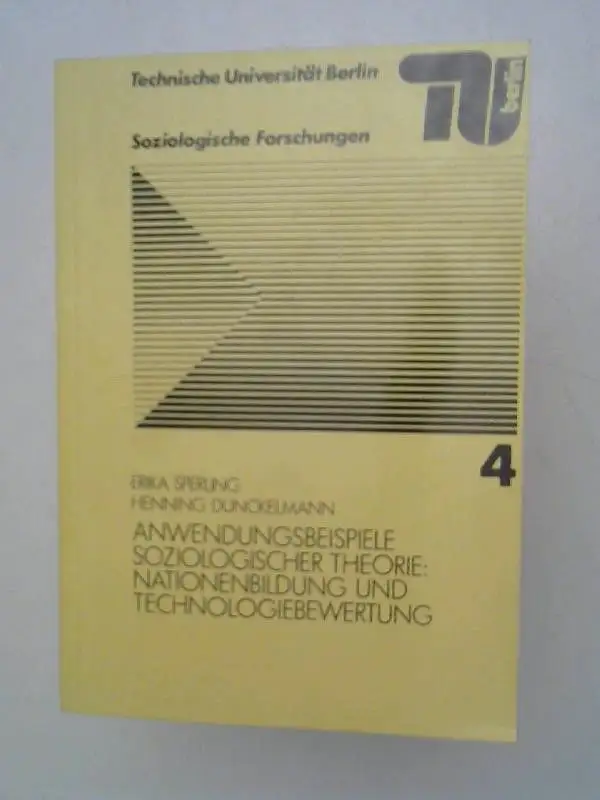 Technische Universität Berlin
TU berlin
Soziologische Forschungen
4
ERIKA SPERLING
HENNING DUNCKELMANN
ANWENDUNGSBEISPIELE
SOZIOLOGISCHER THEORIE:
NATIONENBILDUNG UND
TECHNOLOGIEBEWERTUNG